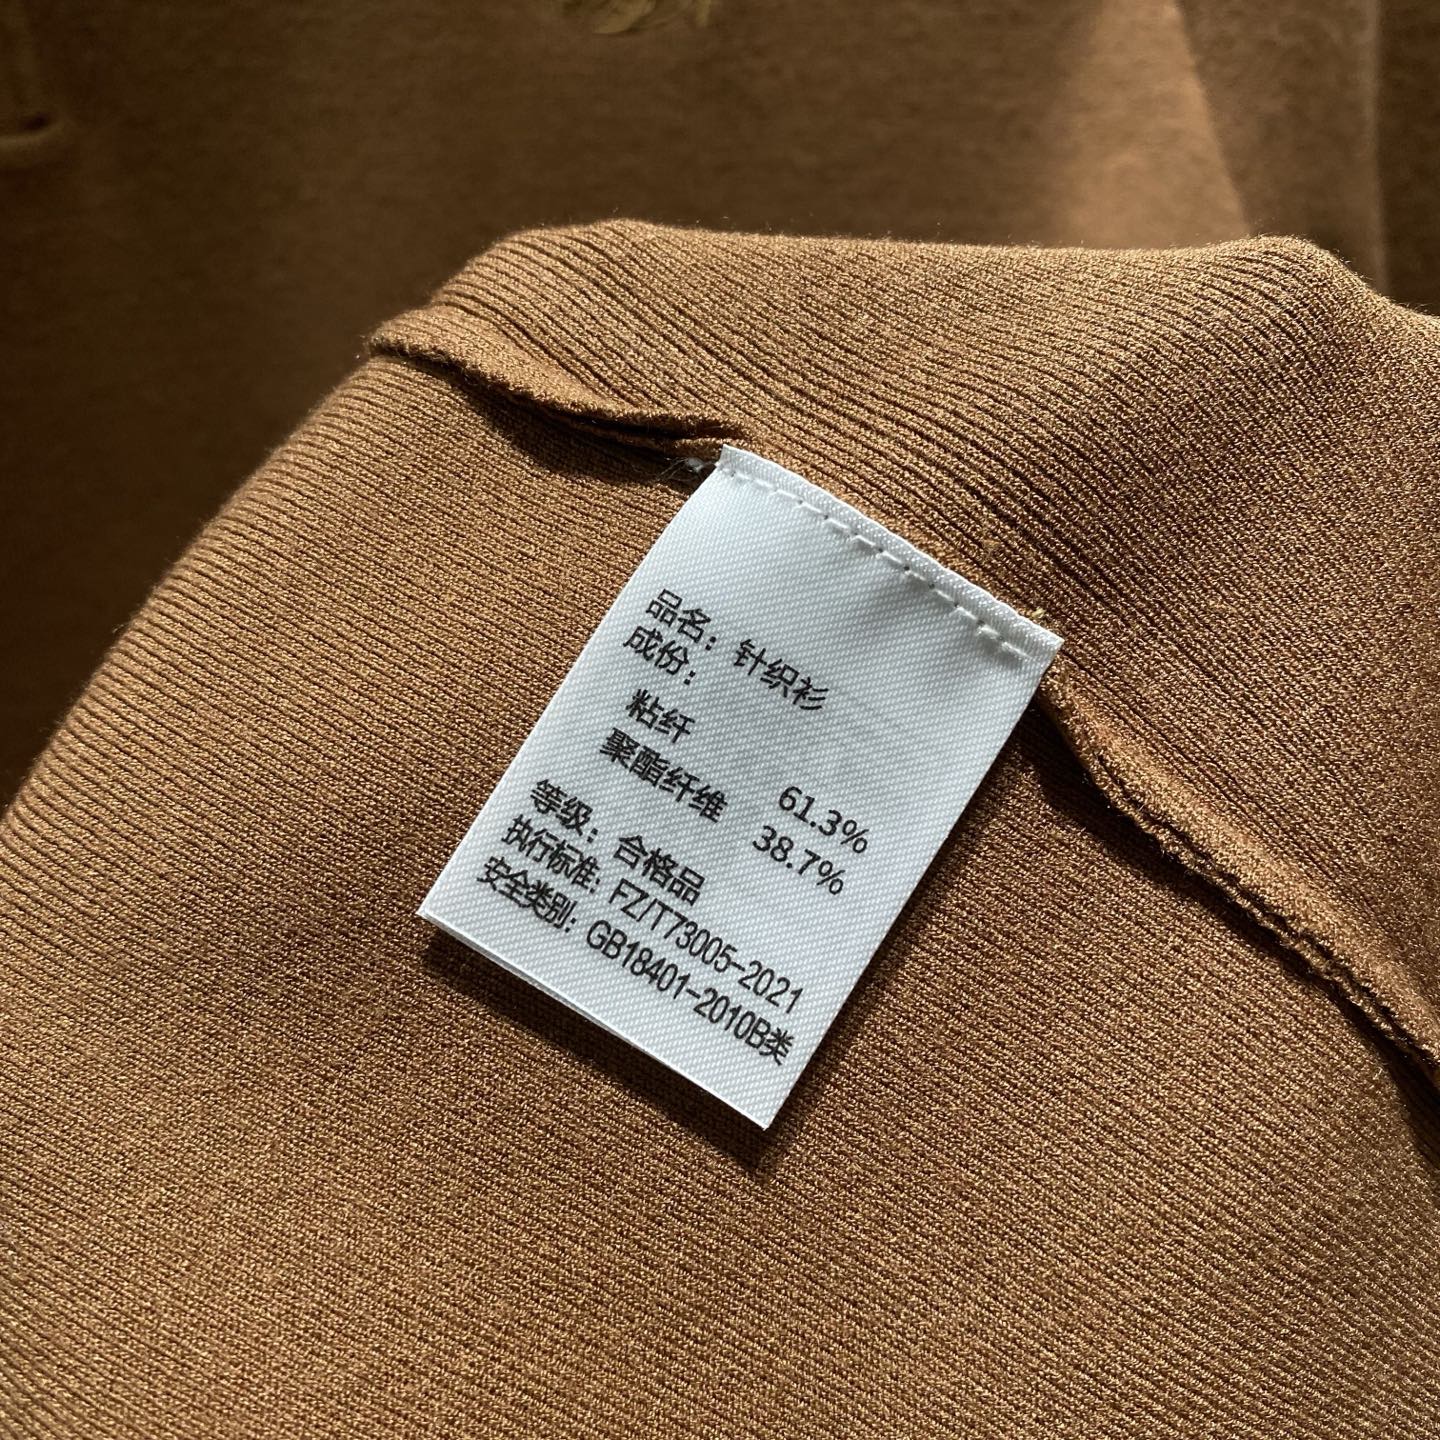 品名：针织衫
成份：
粘纤 61.3%
聚酯纤维 38.7%
等级：合格品
执行标准：FZ/T73005-2021
安全类别：GB18401-2010B类